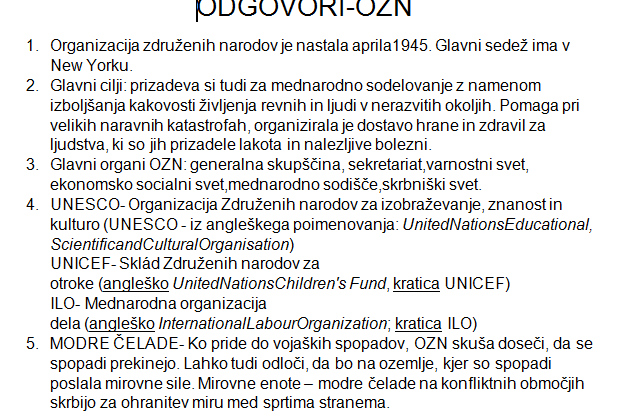 ODGOVORI-OZN
1. Organizacija združenih narodov je nastala aprila1945. Glavni sedež ima v
New Yorku.
2. Glavni cilji: prizadeva si tudi za mednarodno sodelovanje z namenom
izboljšanja kakovosti življenja revnih in ljudi v nerazvitih okoljih. Pomaga pri
velikih naravnih katastrofah, organizirala je dostavo hrane in zdravil za
ljudstva, ki so jih prizadele lakota in nalezljive bolezni.
3. Glavni organi OZN: generalna skupščina, sekretariat,varnostni svet,
ekonomsko socialni svet,mednarodno sodišče,skrbniški svet.
4. UNESCO- Organizacija Združenih narodov za izobraževanje, znanost in
kulturo (UNESCO - iz angleškega poimenovanja: UnitedNationsEducational,
ScientificandCulturalOrganisation)
UNICEF- Sklád Združenih narodov za
otroke (angleško UnitedNationsChildren's Fund, kratica UNICEF)
ILO- Mednarodna organizacija
dela (angleško InternationalLabourOrganization; kratica ILO)
5. MODRE ČELADE- Ko pride do vojaških spopadov, OZN skuša doseči, da se
spopadi prekinejo. Lahko tudi odloči, da bo na ozemlje, kjer so spopadi
poslala mirovne sile. Mirovne enote – modre čelade na konfliktnih območjih
skrbijo za ohranitev miru med sprtima stranema.